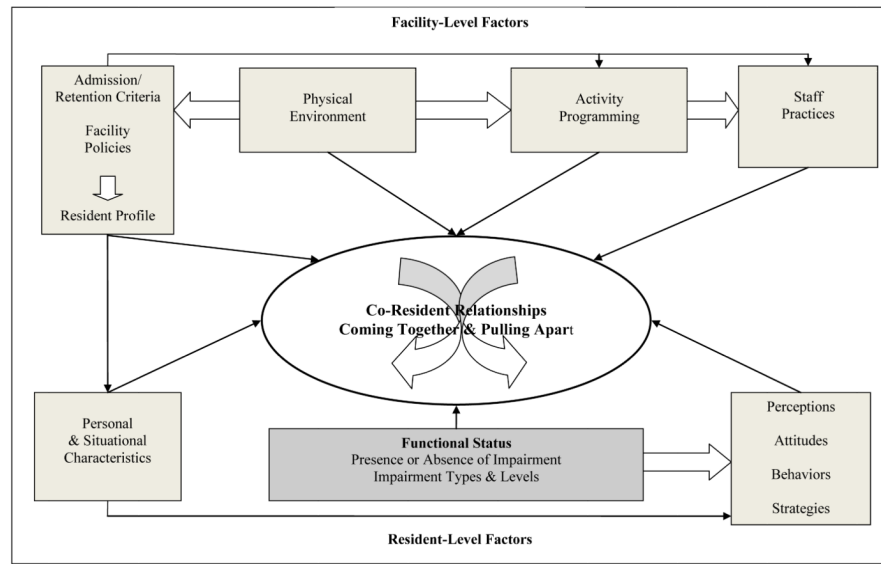 Facility-Level Factors
Admission/
Retention Criteria
Facility
Policies
Resident Profile
Physical
Environment
Activity
Programming
Staff
Practices
Co-Resident Relationships
Coming Together & Pulling Apart
Personal
& Situational
Characteristics
Functional Status
Presence or Absence of Impairment
Impairment Types & Levels
Perceptions
Attitudes
Behaviors
Strategies
Resident-Level Factors